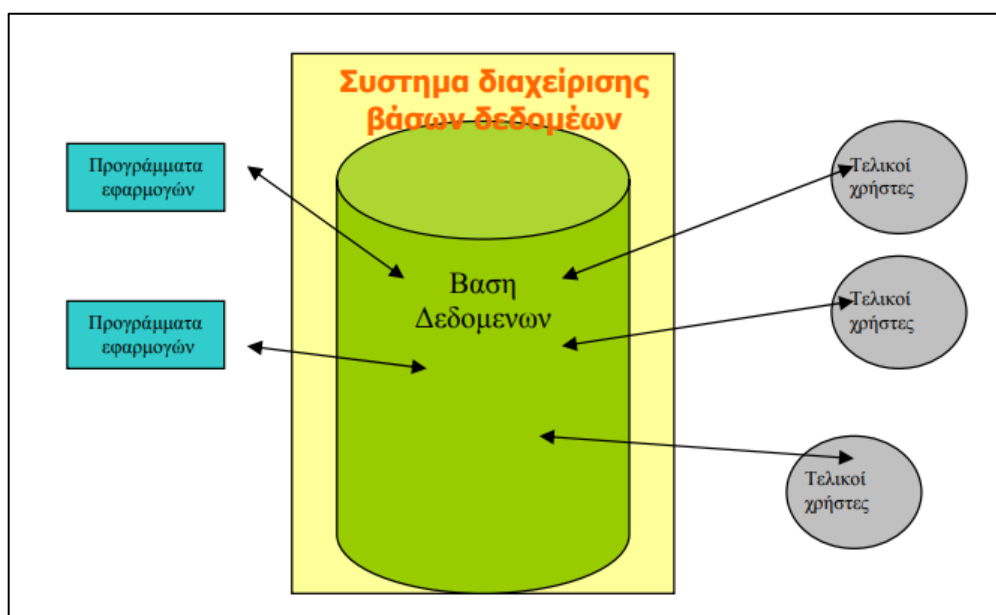 Συστημα διαχείρισης
βάσων δεδομέων
Προγράμματα
εφαρμογών
Τελικοί
χρήστες
Βαση
Δεδομενων
Προγράμματα
εφαρμογών
Τελικοί
χρήστες
Τελικοί
χρήστες